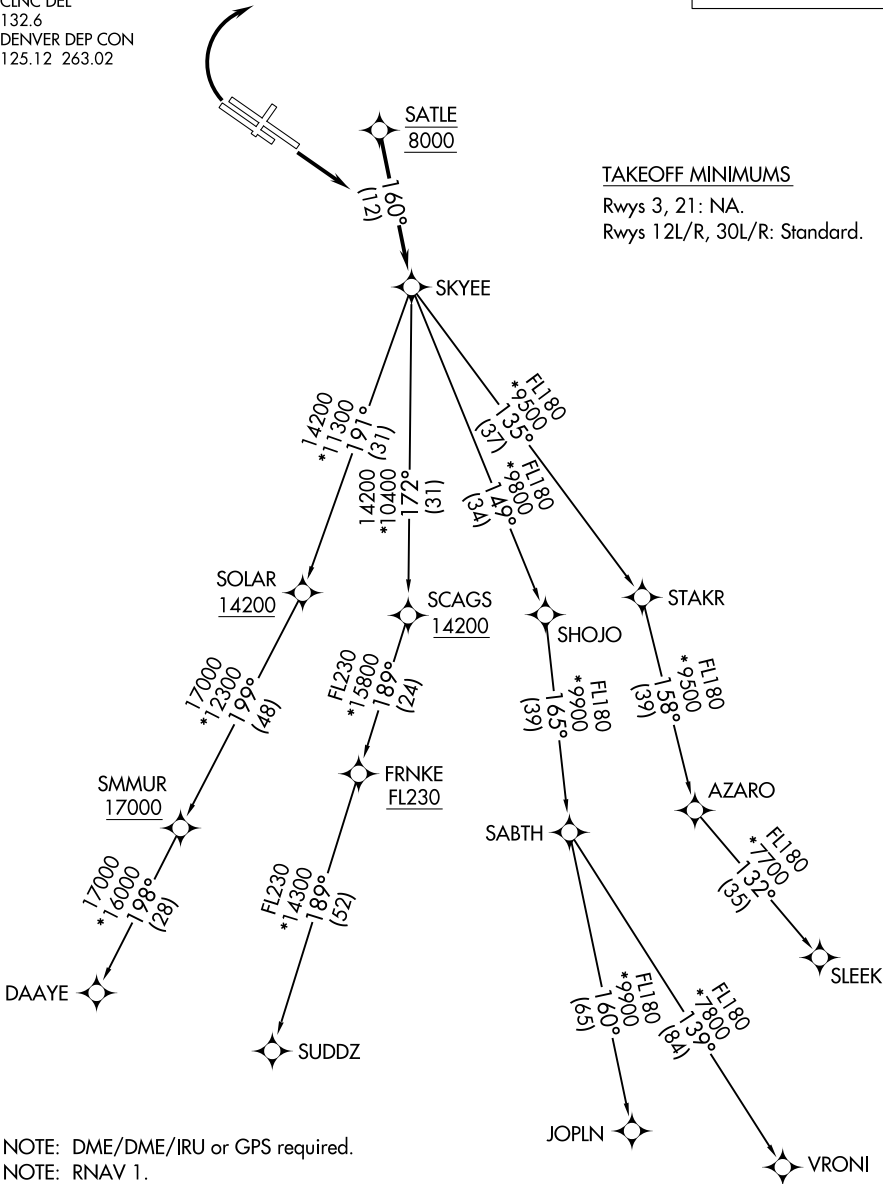 CLNC DEL
132.6
DENVER DEP CON
125.12 263.02
SATLE
8000
TAKEOFF MINIMUMS
Rwys 3, 21: NA.
Rwys 12L/R, 30L/R: Standard.
160°
(12)
SKYEE
14200
*11300
191°
(31)
14200
*10400
172°
(31)
FL180
*9800
149°
(34)
FL180
*9500
135°
(37)
SOLAR
14200
SCAGS
14200
SHOJO
STAKR
17000
*12300
199°
(48)
FL230
*15800
189°
(24)
FL180
*9900
165°
(39)
FL180
*9500
158°
(39)
SMMUR
17000
FRNKE
FL230
SABTH
AZARO
17000
*16000
198°
(28)
FL230
*14300
189°
(52)
FL180
*9900
160°
(65)
FL180
*7800
139°
(84)
FL180
*7700
132°
(35)
DAAYE
SUDDZ
SLEEK
JOPLN
VRONI
NOTE: DME/DME/IRU or GPS required.
NOTE: RNAV 1.